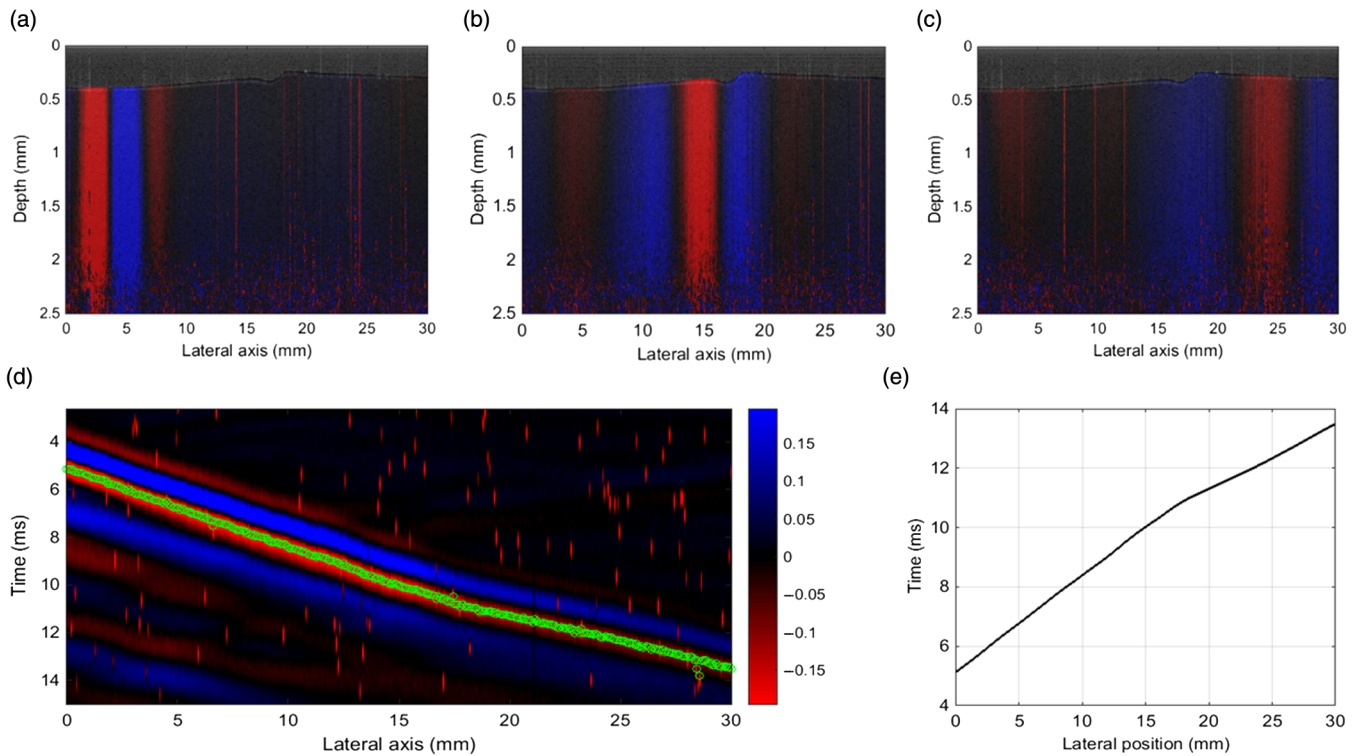 (a)
(b)
(c)
0
0.5
1
1.5
2
2.5
Depth (mm)
0 5 10 15 20 25 30
Lateral axis (mm)
0
0.5
1
1.5
2
2.5
Depth (mm)
0 5 10 15 20 25 30
Lateral axis (mm)
0
0.5
1
1.5
2
2.5
Depth (mm)
0 5 10 15 20 25 30
Lateral axis (mm)
(d)
4
6
8
10
12
14
Time (ms)
0 5 10 15 20 25 30
Lateral axis (mm)
0.15
0.1
0.05
0
−0.05
−0.1
−0.15
(e)
14
12
10
8
6
4
Time (ms)
0 5 10 15 20 25 30
Lateral position (mm)